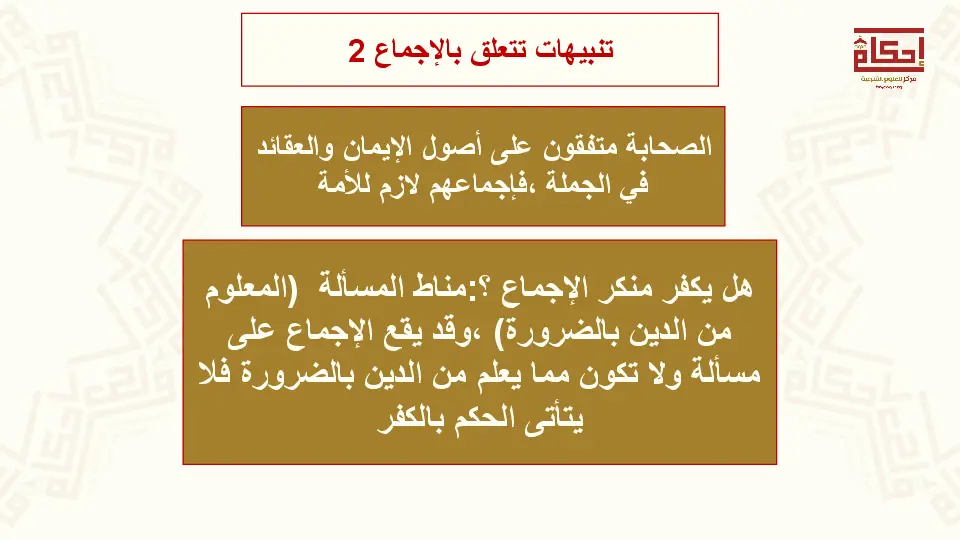 تنبيهات تتعلق بالإجماع 2
إحكام
مركز للعلوم الشرعية
الصحابة متفقون على أصول الإيمان والعقائد
في الجملة ،فإجماعهم لازم للأمة
هل يكفر منكر الإجماع ؟:مناط المسألة (المعلوم
من الدين بالضرورة) ،وقد يقع الإجماع على
مسألة ولا تكون مما يعلم من الدين بالضرورة فلا
يتأتى الحكم بالكفر